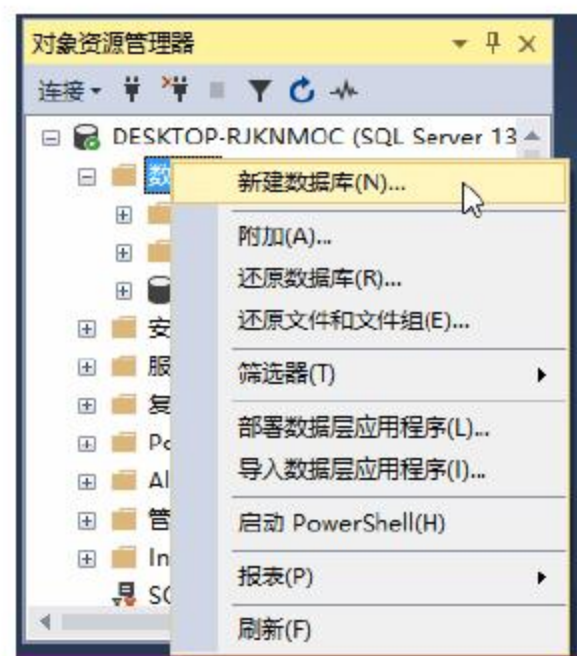 对象资源管理器
连接
DESKTOP-RJKNMOC (SQL Server 13
数
新建数据库(N)...
附加(A)...
还原数据库(R)...
安
还原文件和文件组(E)...
服
筛选器(T)
复
Po
部署数据层应用程序(L)...
Al
导入数据层应用程序(I)...
管
启动 PowerShell(H)
In
报表(P)
SQ
刷新(F)